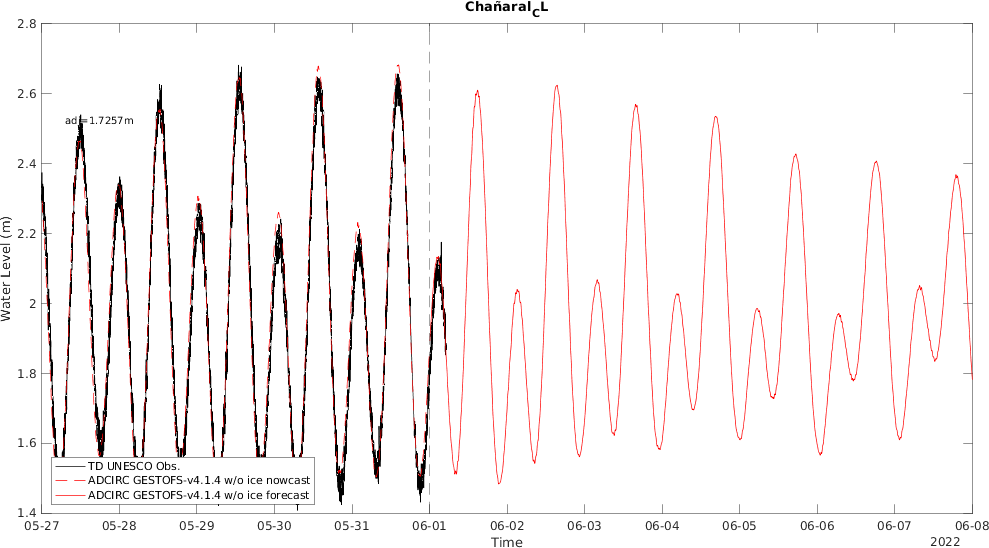 Chañaral_CL
2.8
2.6
2.4
2.2
2
1.8
1.6
1.4
Water Level (m)
adj=1.7257m
TD UNESCO Obs.
ADCIRC GESTOFS-v4.1.4 w/o ice nowcast
ADCIRC GESTOFS-v4.1.4 w/o ice forecast
05-27 05-28 05-29 05-30 05-31 06-01 06-02 06-03 06-04 06-05 06-06 06-07 06-08
Time
2022